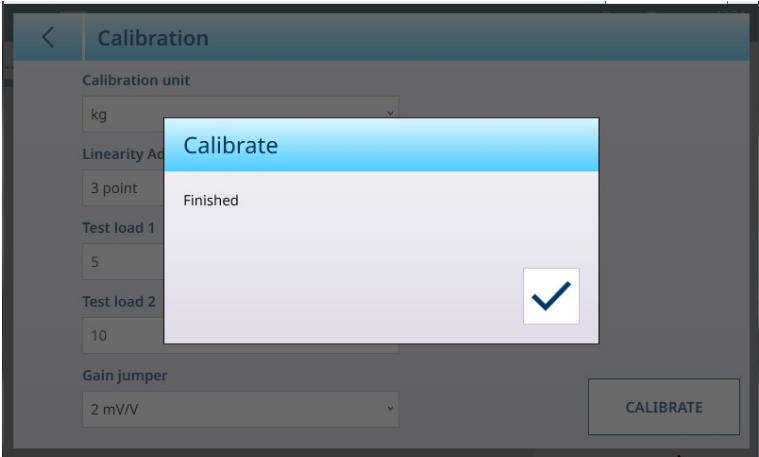 Calibration
Calibration unit
kg
Linearity Ad
3 point
Test load 1
5
Test load 2
10
Gain jumper
2 mV/V
CALIBRATE
Calibrate
Finished